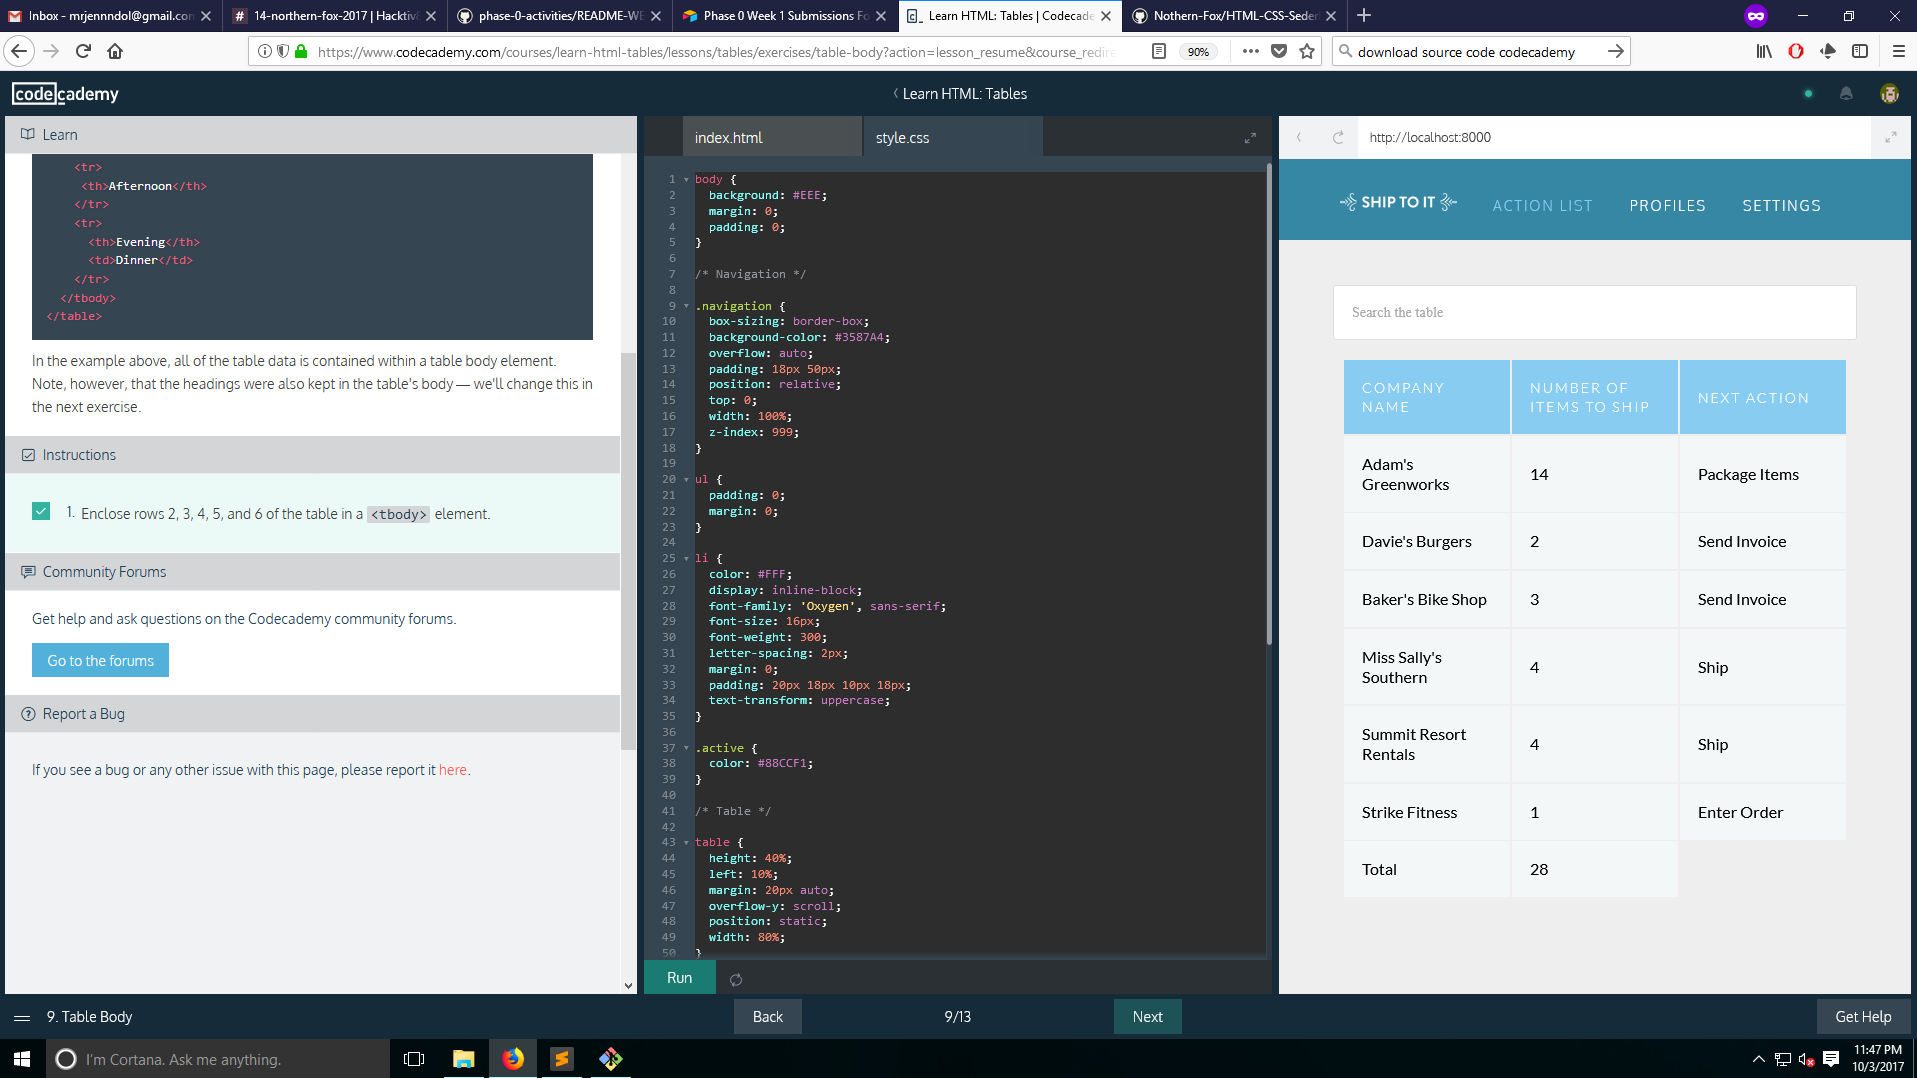 Inbox - mrjennndol@gmail.con
14-northern-fox-2017 | Hacktiv
phase-0-activities/README-WE
Phase 0 Week 1 Submissions Fo
Learn HTML: Tables | Codecade
Nothern-Fox/HTML-CSS-Seder
https://www.codecademy.com/courses/learn-html-tables/lessons/tables/exercises/table-body?action=lesson_resume&course_redire
90%
download source code codecademy
codecademy
Learn HTML: Tables
Learn
<tr>
<th>Afternoon</th>
</tr>
<tr>
<th>Evening</th>
<td>Dinner</td>
</tr>
</tbody>
</table>
In the example above, all of the table data is contained within a table body element.
Note, however, that the headings were also kept in the table's body — we'll change this in
the next exercise.
Instructions
1. Enclose rows 2, 3, 4, 5, and 6 of the table in a <tbody> element.
Community Forums
Get help and ask questions on the Codecademy community forums.
Go to the forums
Report a Bug
If you see a bug or any other issue with this page, please report it here.
index.html
style.css
1 body {
2 background: #EEE;
3 margin: 0;
4 padding: 0;
5 }
6
7 /* Navigation */
8
9 .navigation {
10 box-sizing: border-box;
11 background-color: #3587A4;
12 overflow: auto;
13 padding: 18px 50px;
14 position: relative;
15 top: 0;
16 width: 100%;
17 z-index: 999;
18 }
19
20 ul {
21 padding: 0;
22 margin: 0;
23 }
24
25 li {
26 color: #FFF;
27 display: inline-block;
28 font-family: 'Oxygen', sans-serif;
29 font-size: 16px;
30 font-weight: 300;
31 letter-spacing: 2px;
32 margin: 0;
33 padding: 20px 18px 10px 18px;
34 text-transform: uppercase;
35 }
36
37 .active {
38 color: #88CCF1;
39 }
40
41 /* Table */
42
43 table {
44 height: 40%;
45 left: 10%;
46 margin: 20px auto;
47 overflow-y: scroll;
48 position: static;
49 width: 80%;
50 }
Run
http://localhost:8000
SHIP TO IT
ACTION LIST
PROFILES
SETTINGS
Search the table
COMPANY NAME
NUMBER OF ITEMS TO SHIP
NEXT ACTION
Adam's Greenworks
14
Package Items
Davie's Burgers
2
Send Invoice
Baker's Bike Shop
3
Send Invoice
Miss Sally's Southern
4
Ship
Summit Resort Rentals
4
Ship
Strike Fitness
1
Enter Order
Total
28
9. Table Body
Back
9/13
Next
Get Help
I'm Cortana. Ask me anything.
11:47 PM
10/3/2017